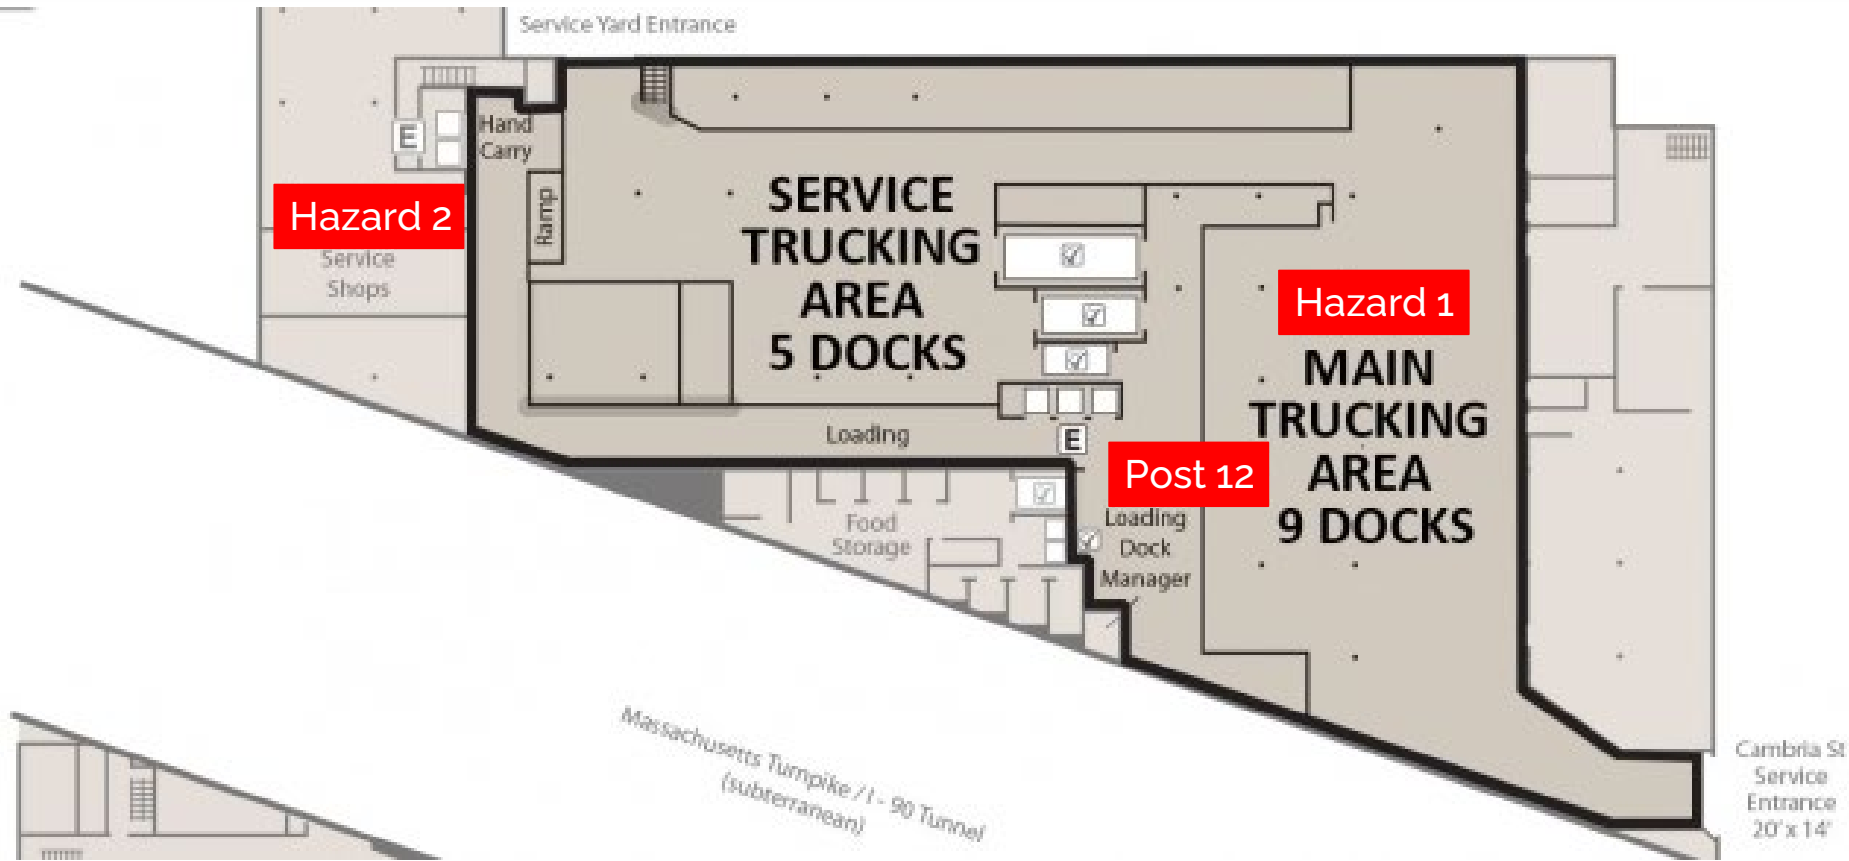 Service Yard Entrance
Hand
Carry
E
Hazard 2
Ramp
Service
Shops
SERVICE
TRUCKING
AREA
5 DOCKS
Hazard 1
MAIN
TRUCKING
AREA
9 DOCKS
Loading
E
Post 12
Loading
Dock
Manager
Food
Storage
Massachusetts Turnpike / I - 90 Tunnel
(subterranean)
Cambria St
Service
Entrance
20' x 14'